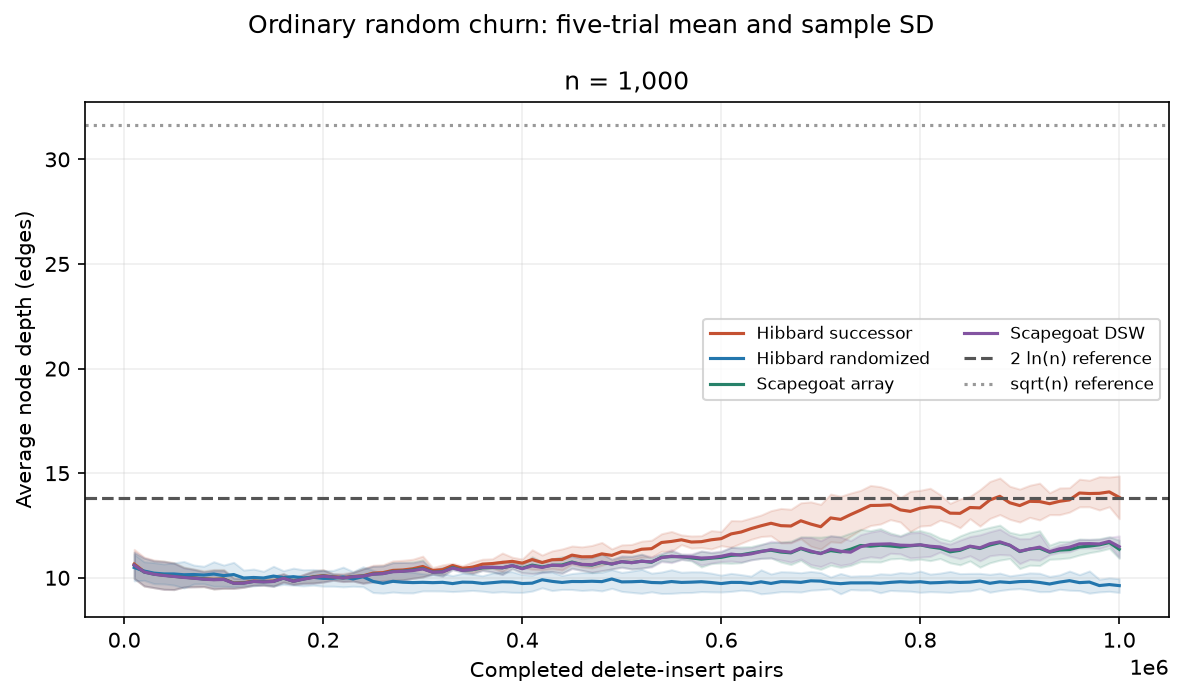 Ordinary random churn: five-trial mean and sample SD
n = 1,000
Average node depth (edges)
30
25
20
15
10
Hibbard successor
Hibbard randomized
Scapegoat array
Scapegoat DSW
2 ln(n) reference
sqrt(n) reference
0.0 0.2 0.4 0.6 0.8 1.0
1e6
Completed delete-insert pairs